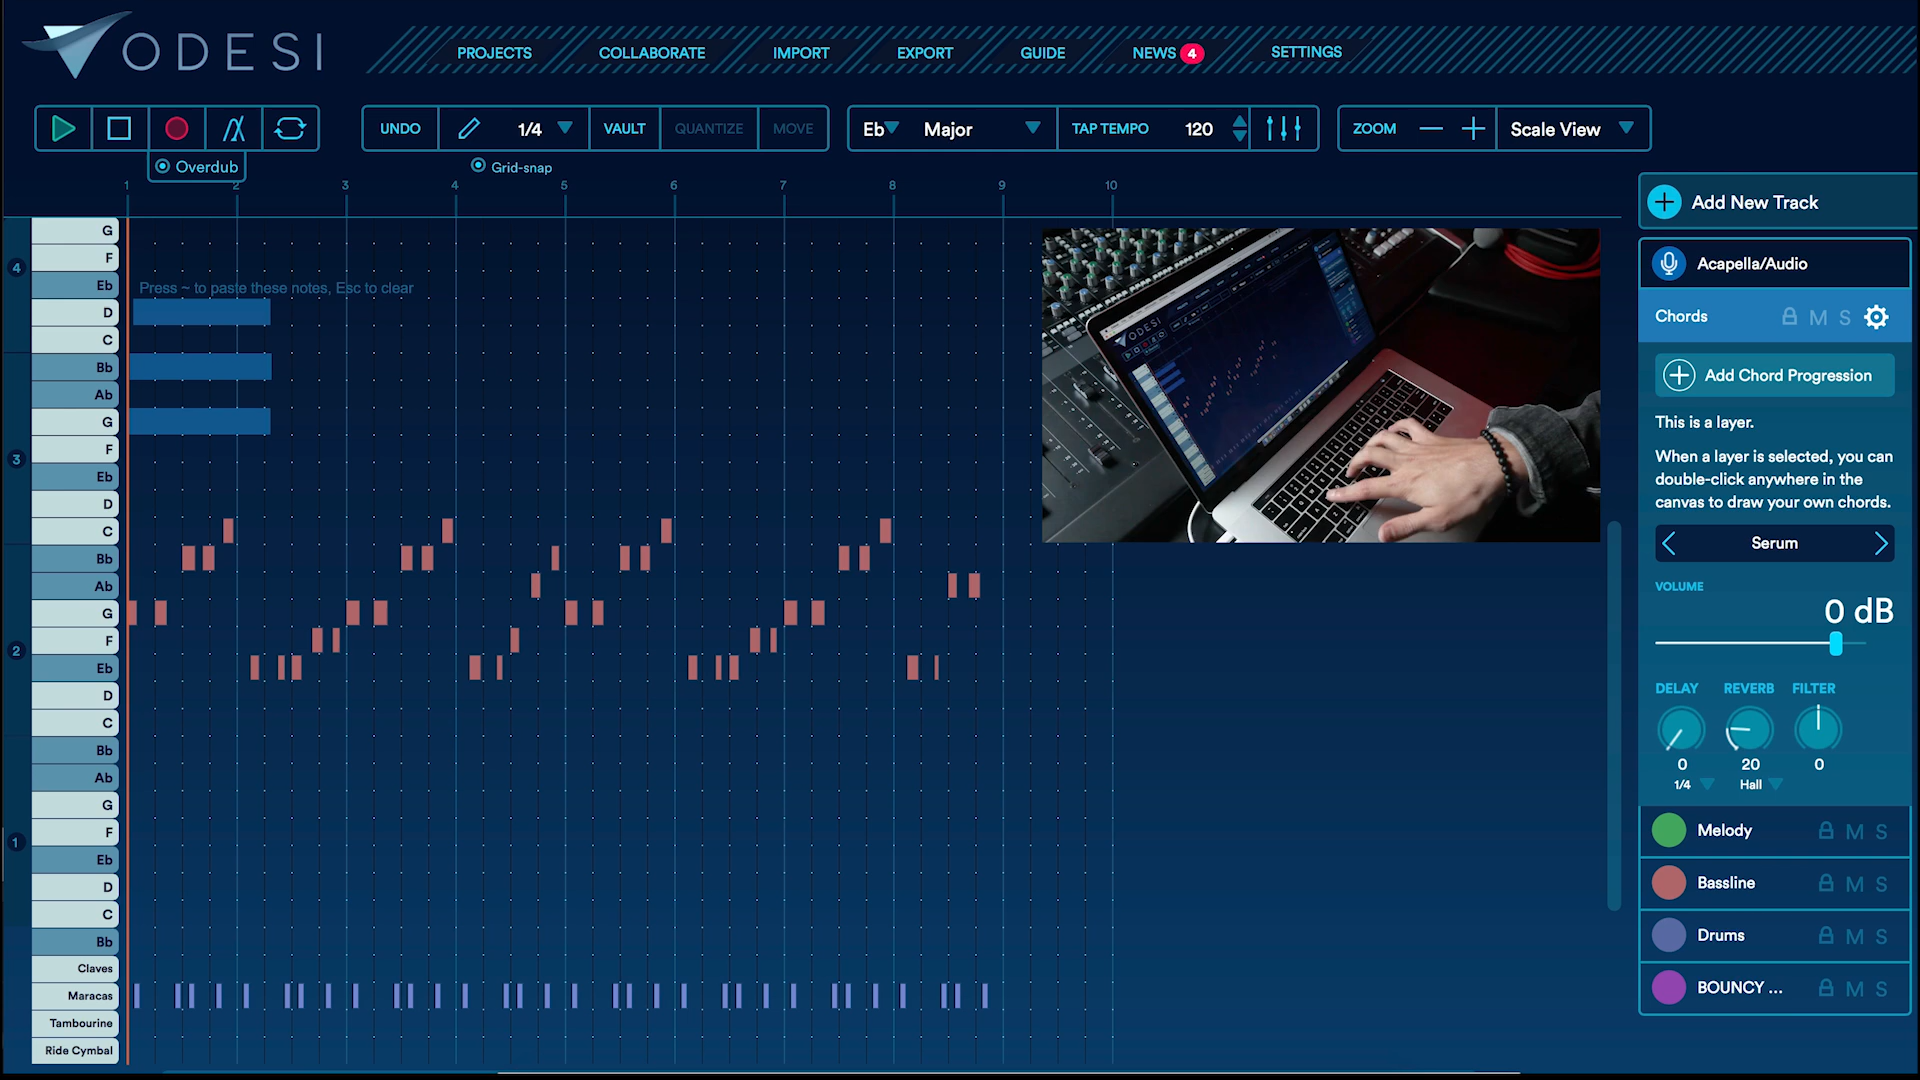 ODESI
PROJECTS COLLABORATE IMPORT EXPORT GUIDE NEWS 4 SETTINGS
UNDO 1/4 VAULT QUANTIZE MOVE Eb Major TAP TEMPO 120 ZOOM Scale View
Overdub Grid-snap
1 2 3 4 5 6 7 8 9 10
Add New Track
G
F
4
Eb
Press ~ to paste these notes, Esc to clear
D
C
Bb
Ab
G
F
3
Eb
D
C
Bb
Ab
G
F
2
Eb
D
C
Bb
Ab
G
F
1
Eb
D
C
Bb
Claves
Maracas
Tambourine
Ride Cymbal
ODESI
Acapella/Audio
Chords M S
Add Chord Progression
This is a layer.
When a layer is selected, you can
double-click anywhere in the
canvas to draw your own chords.
Serum
VOLUME
0 dB
DELAY REVERB FILTER
0 20 0
1/4 Hall
Melody M S
Bassline M S
Drums M S
BOUNCY ... M S